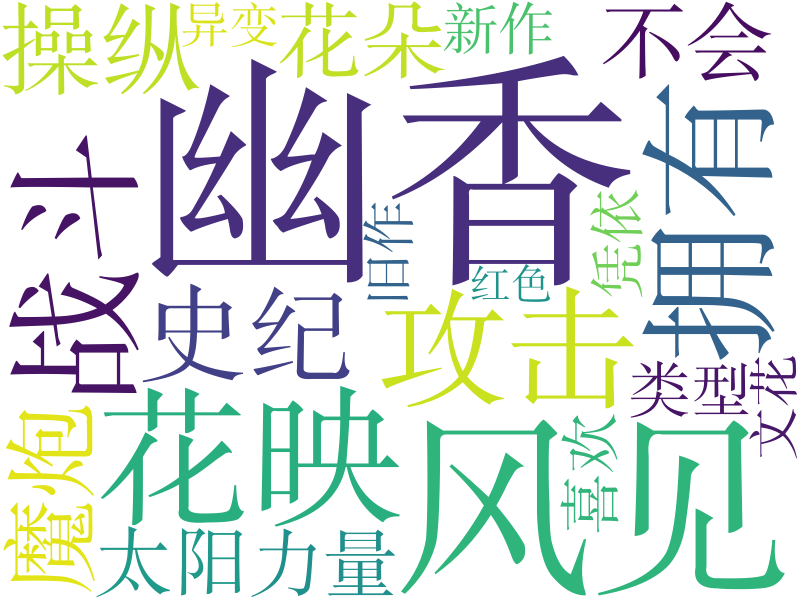 操纵
异变
花朵
新作
不会
幽香
拥有
战斗
旧作
凭依
红色
史纪
攻击
类型
文花
花映
风见
喜欢
魔炮
太阳
力量